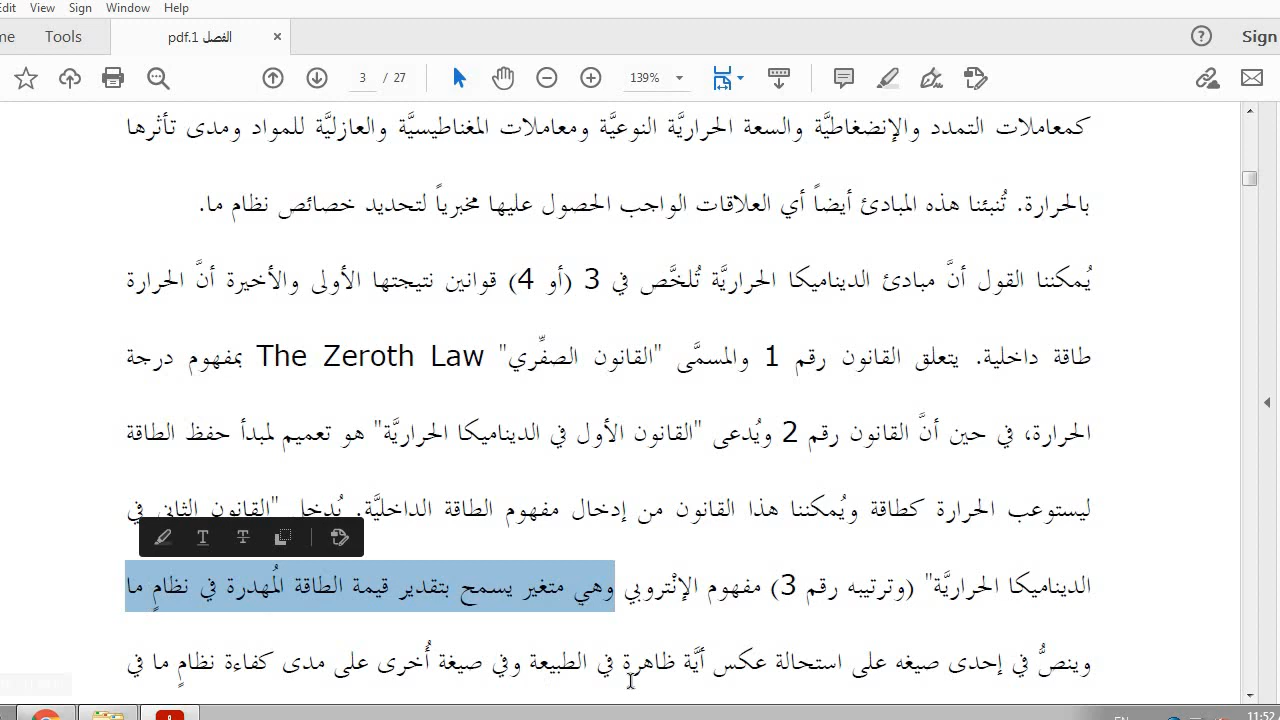 Edit View Sign Window Help
me Tools الفصل 1.pdf × ? Sign
3 / 27 139%
كمعاملات التمدد والإنضغاطيَّة والسعة الحراريَّة النوعيَّة ومعاملات المغناطيسيَّة والعازليَّة للمواد ومدى تأثرها
بالحرارة. تُنبئنا هذه المبادئ أيضاً أي العلاقات الواجب الحصول عليها مخبرياً لتحديد خصائص نظام ما.
يُمكننا القول أنَّ مبادئ الديناميكا الحراريَّة تُلخَّص في 3 (أو 4) قوانين نتيجتها الأولى والأخيرة أنَّ الحرارة
طاقة داخلية. يتعلق القانون رقم 1 والمسمَّى "القانون الصفِّري" The Zeroth Law بمفهوم درجة
الحرارة، في حين أنَّ القانون رقم 2 ويُدعى "القانون الأول في الديناميكا الحراريَّة" هو تعميم لمبدأ حفظ الطاقة
ليستوعب الحرارة كطاقة ويُمكننا هذا القانون من إدخال مفهوم الطاقة الداخليَّة. يُدخل "القانون الثاني في
الديناميكا الحراريَّة" (وترتيبه رقم 3) مفهوم الإنْتروبي وهي متغير يسمح بتقدير قيمة الطاقة المُهدرة في نظامٍ ما
وينصُّ في إحدى صيغه على استحالة عكس أيَّة ظاهرة في الطبيعة وفي صيغة أُخرى على مدى كفاءة نظامٍ ما في
EN 11:52